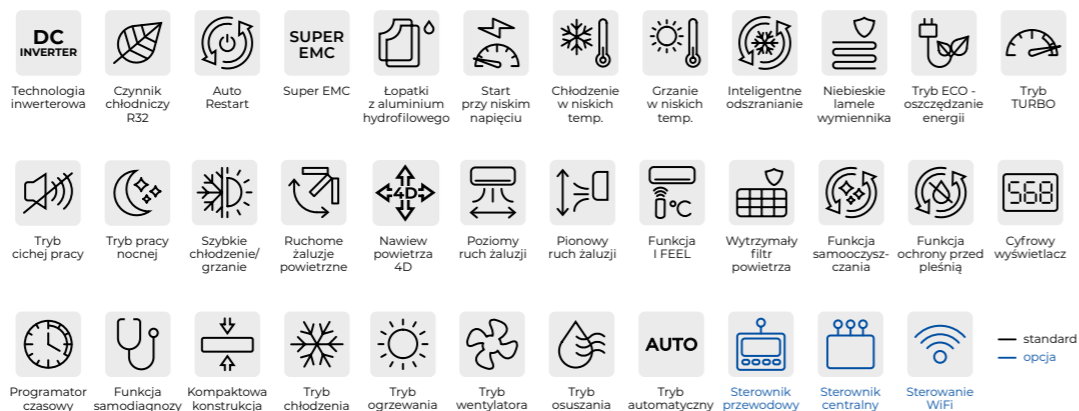 DC
INVERTER
SUPER
EMC
Technologia
inwerterowa
Czynnik
chłodniczy
R32
Auto
Restart
Super EMC
Łopatki
z aluminium
hydrofilowego
Start
przy niskim
napięciu
Chłodzenie
w niskich
temp.
Grzanie
w niskich
temp.
Inteligentne
odszranianie
Niebieskie
lamele
wymiennika
Tryb ECO -
oszczędzanie
energii
Tryb
TURBO
4D
°C
568
Tryb
cichej pracy
Tryb pracy
nocnej
Szybkie
chłodzenie/
grzanie
Ruchome
żaluzje
powietrzne
Nawiew
powietrza
4D
Poziomy
ruch żaluzji
Pionowy
ruch żaluzji
Funkcja
I FEEL
Wytrzymały
filtr
powietrza
Funkcja
samooczysz-
czania
Funkcja
ochrony przed
pleśnią
Cyfrowy
wyświetlacz
AUTO
Programator
czasowy
Funkcja
samodiagnozy
Kompaktowa
konstrukcja
Tryb
chłodzenia
Tryb
ogrzewania
Tryb
wentylatora
Tryb
osuszania
Tryb
automatyczny
Sterownik
przewodowy
Sterownik
centralny
Sterowanie
WiFi
standard
opcja